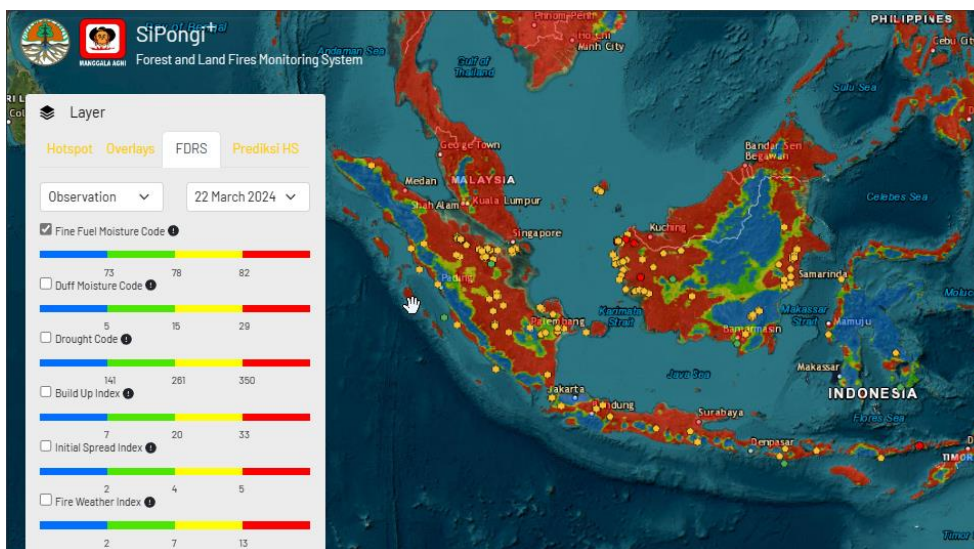 SiPongi+
Forest and Land Fires Monitoring System
MANGGALA AGNI
Layer
Hotspot Overlays FDRS Prediksi HS
Observation 22 March 2024
Fine Fuel Moisture Code
73 78 82
Duff Moisture Code
5 15 29
Drought Code
141 261 350
Build Up Index
7 20 33
Initial Spread Index
2 4 5
Fire Weather Index
2 7 13
Andaman Sea
Phnom Penh
Ho Chi
Minh City
Gulf of
Thailand
PHILIPPINES
Cebu Cit
Sulu Sea
George Town
Bandar Seri
Begawan
Medan
MALAYSIA
Shah Alam
Kuala Lumpur
Celebes Sea
Kuching
Singapore
Padang
Samarinda
Moluc
Palembang
Karimata
Strait
Makassar
Strait
Mamuju
Banjarmasin
Java Sea
Makassar
Jakarta
INDONESIA
Bandung
Surabaya
Flores Sea
Denpasar
TIMOR
Timor